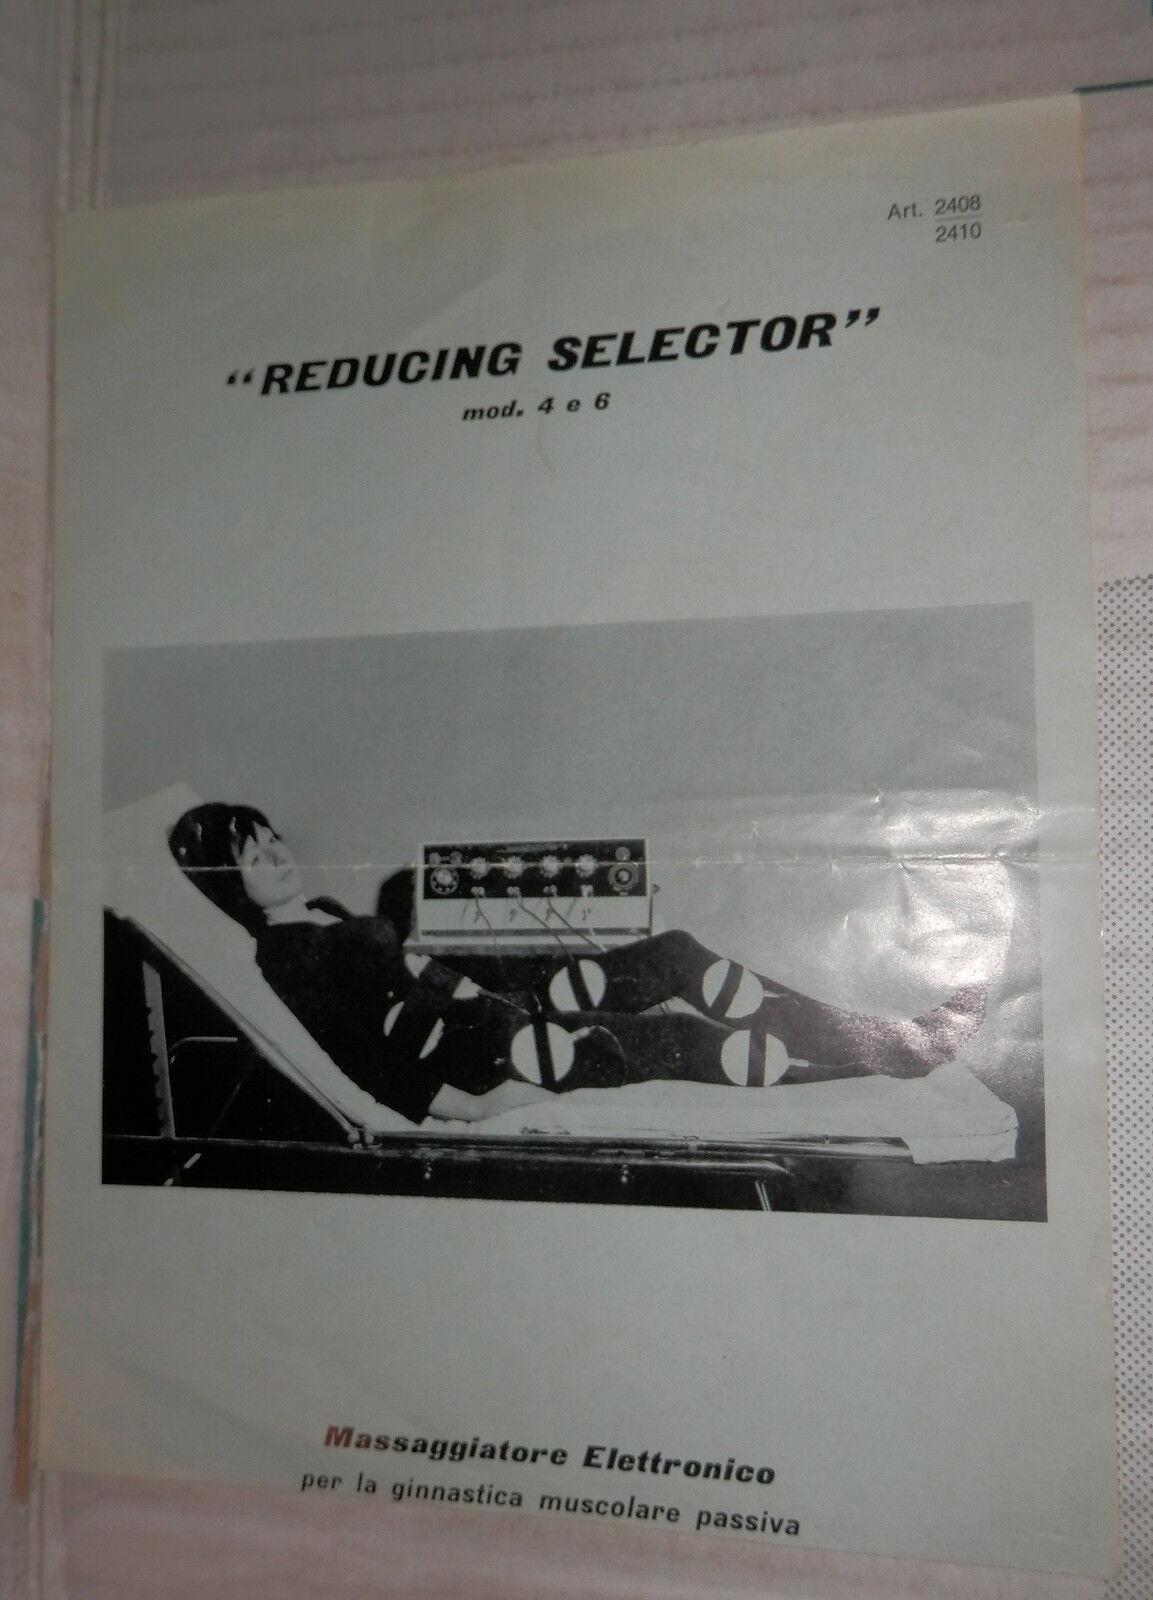 Art. 2408
2410
“REDUCING SELECTOR”
mod. 4 e 6
Massaggiatore Elettronico
per la ginnastica muscolare passiva